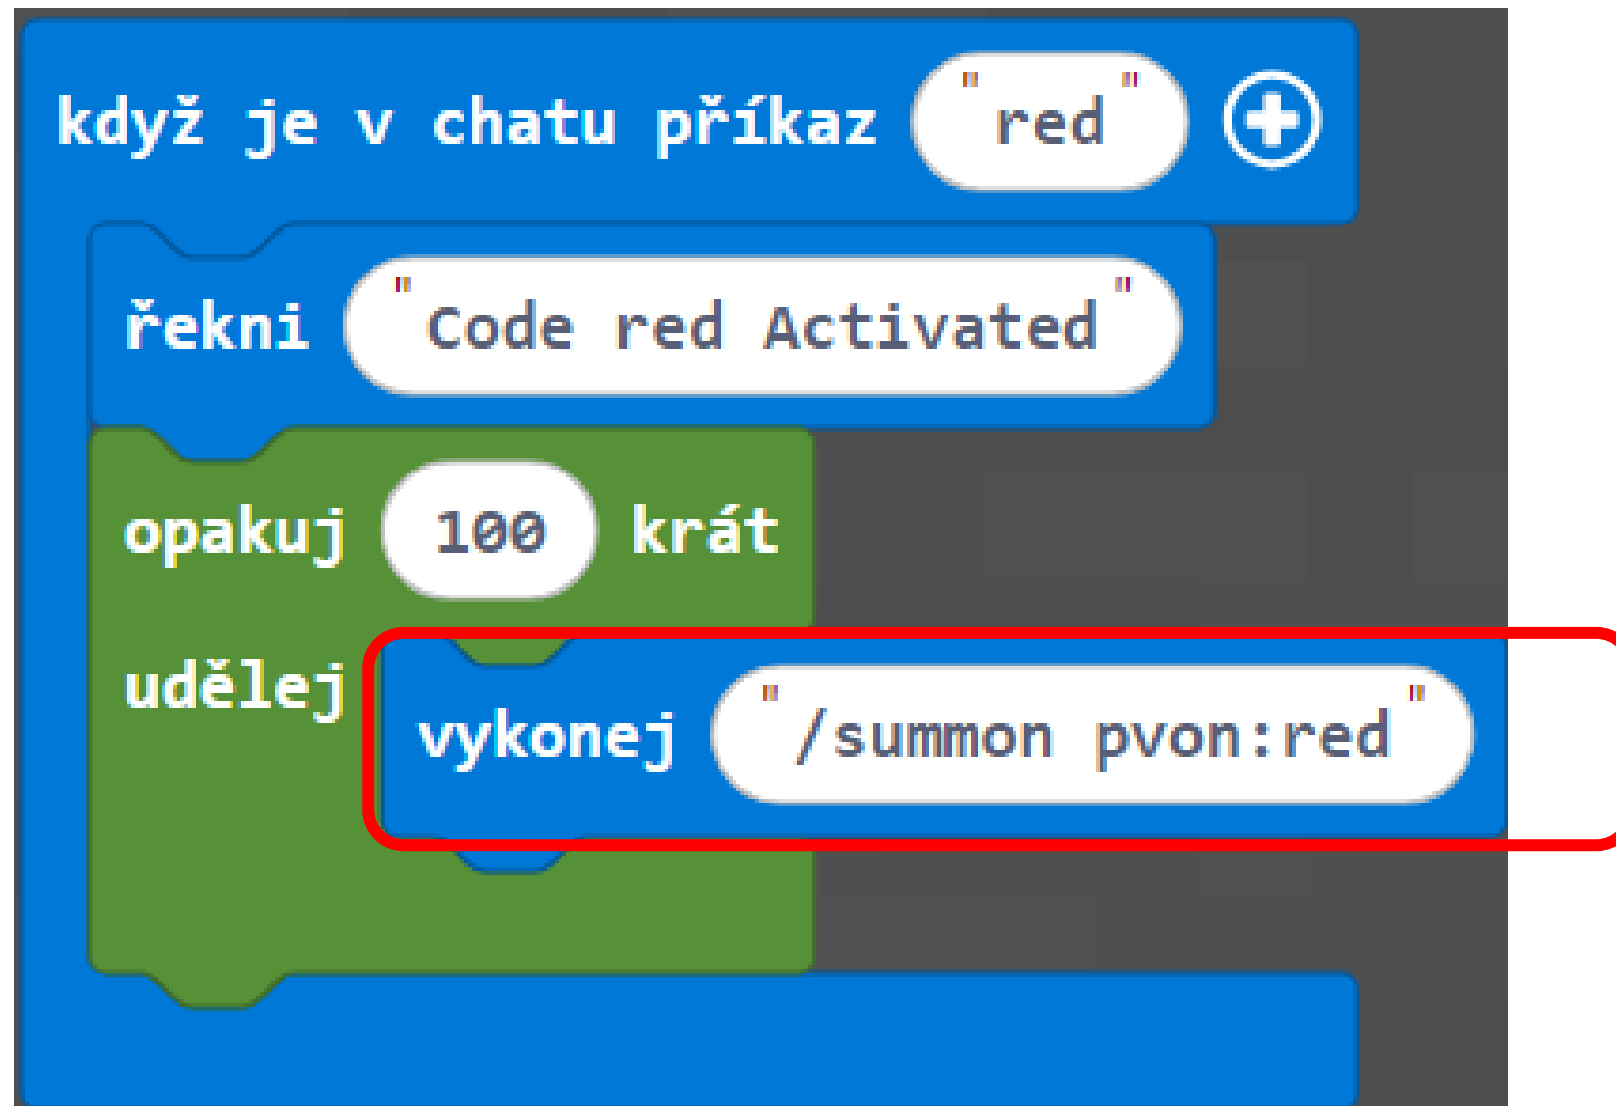 když je v chatu příkaz "red"
řekni "Code red Activated"
opakuj 100 krát
udělej
vykonej "/summon pvon:red"